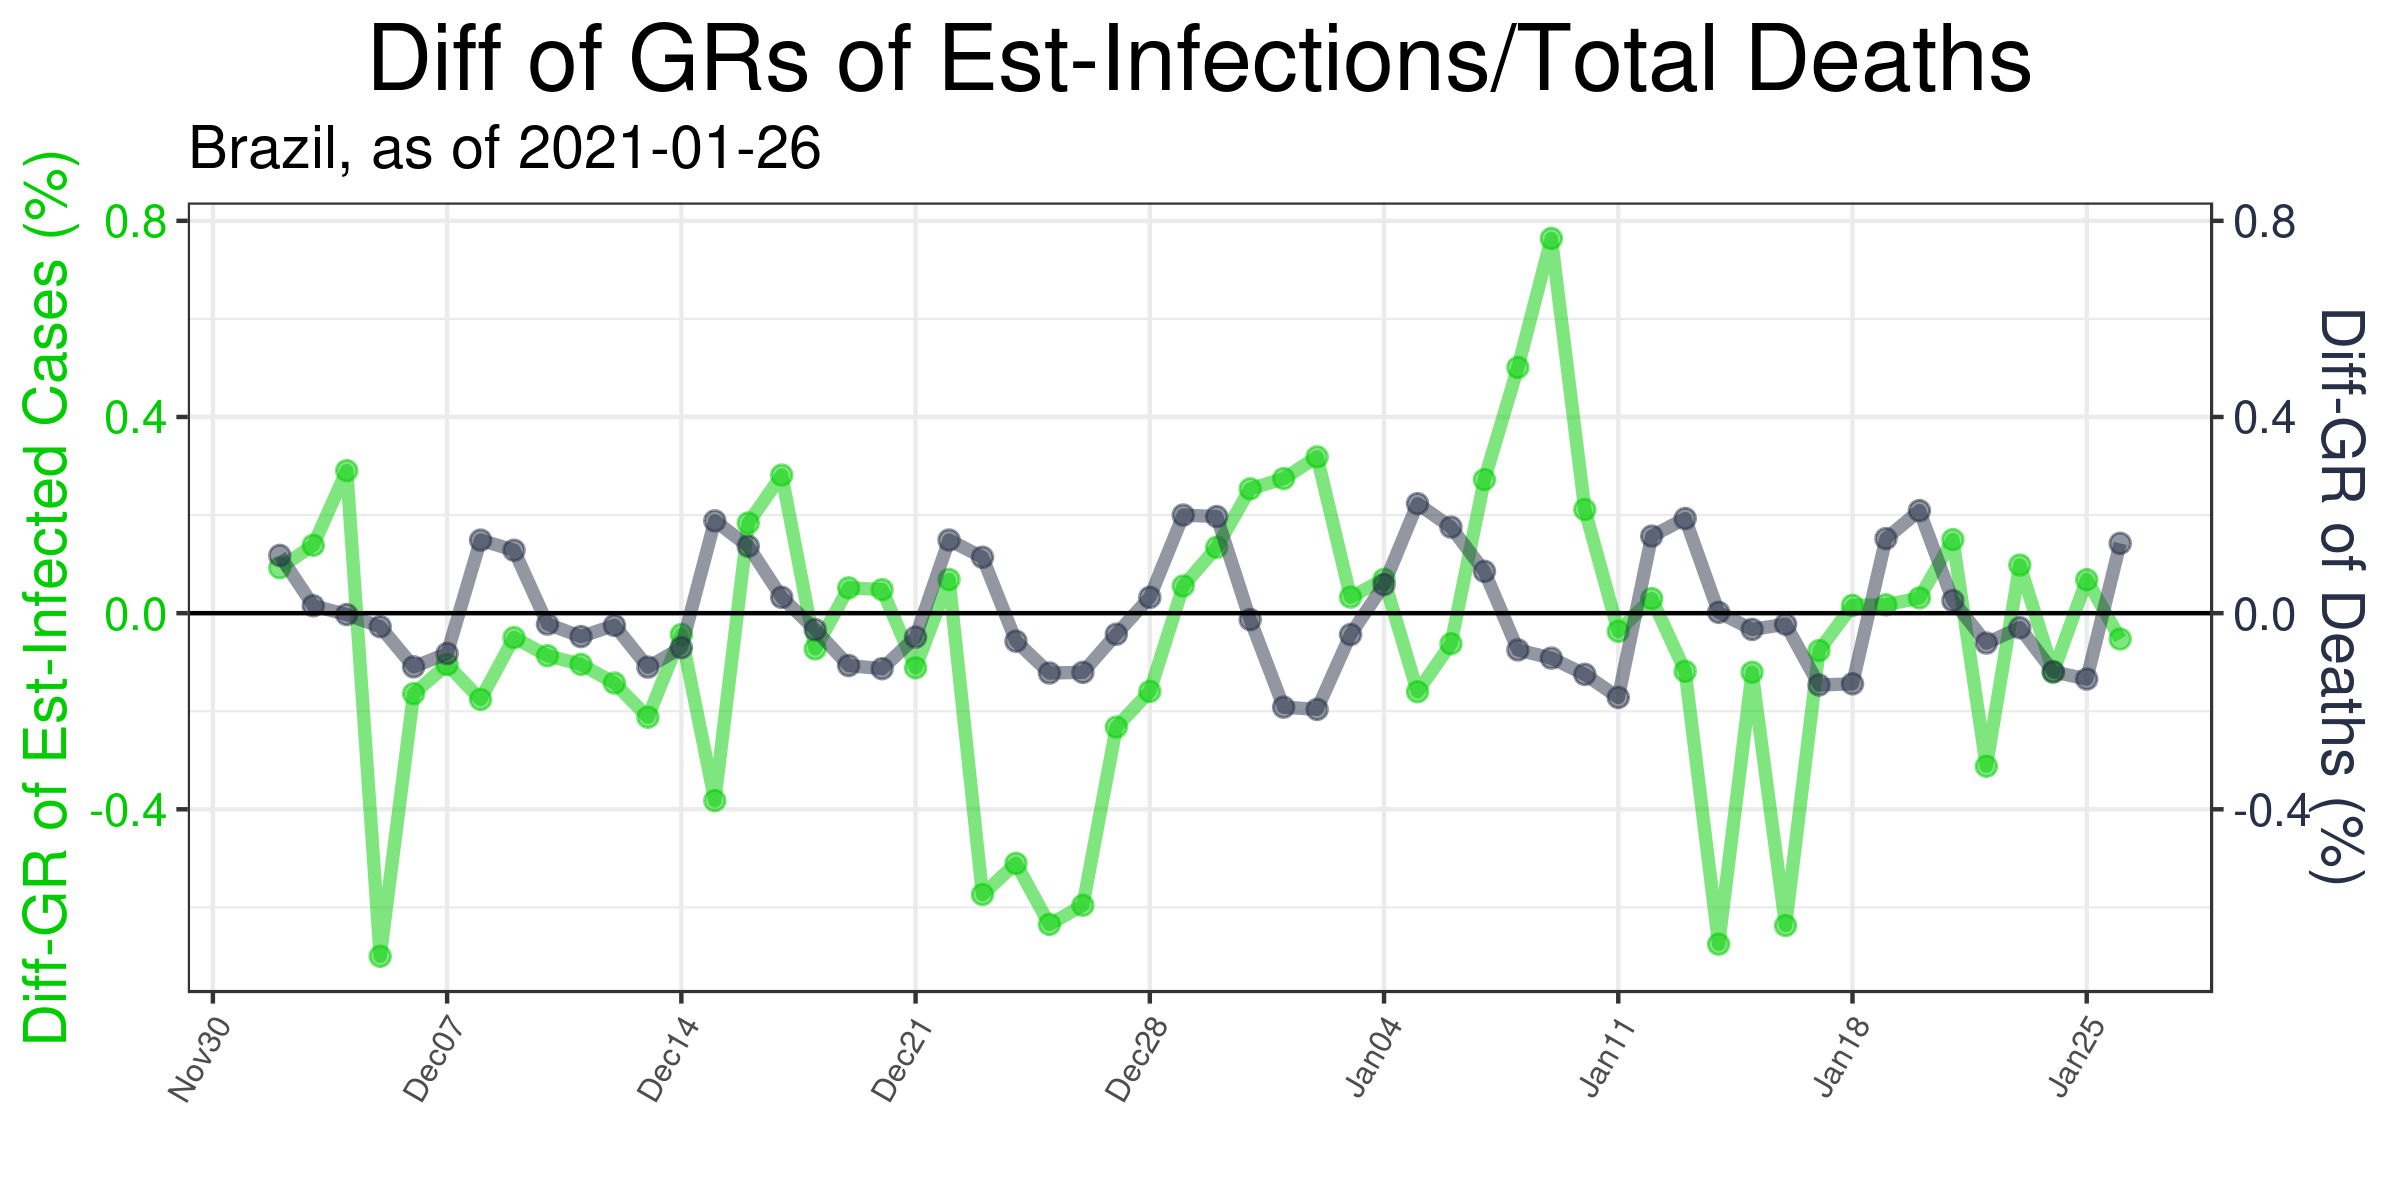 Diff of GRs of Est-Infections/Total Deaths
Brazil, as of 2021-01-26
Diff-GR of Est-Infected Cases (%)
0.8
0.4
0.0
-0.4
0.8
0.4
0.0
-0.4
Diff-GR of Deaths (%)
Nov30
Dec07
Dec14
Dec21
Dec28
Jan04
Jan11
Jan18
Jan25